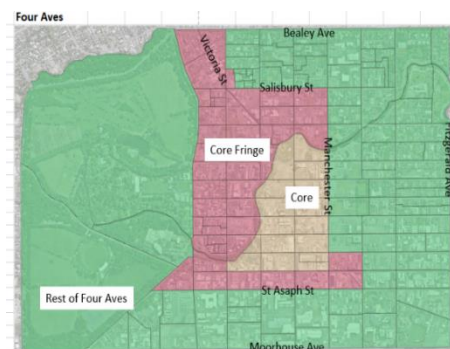 Four Aves
Bealey Ave
Victoria St
Salisbury St
Core Fringe
Manchester St
Fitzgerald Ave
Core
Rest of Four Aves
St Asaph St
Moorhouse Ave